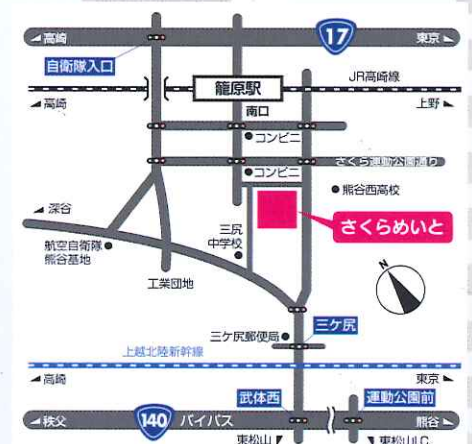 ◀高崎
17
東京▶
自衛隊入口
籠原駅
JR高崎線
◀高崎
南口
上野▶
コンビニ
さくら運動公園通り
コンビニ
熊谷西高校
◀深谷
さくらめいと
三尻
中学校
航空自衛隊
熊谷基地
N
工業団地
三ケ尻
三ケ尻郵便局
上越北陸新幹線
◀高崎
東京▶
武体西
運動公園前
◀秩父
140
バイパス
熊谷▶
東松山
東松山I.C.